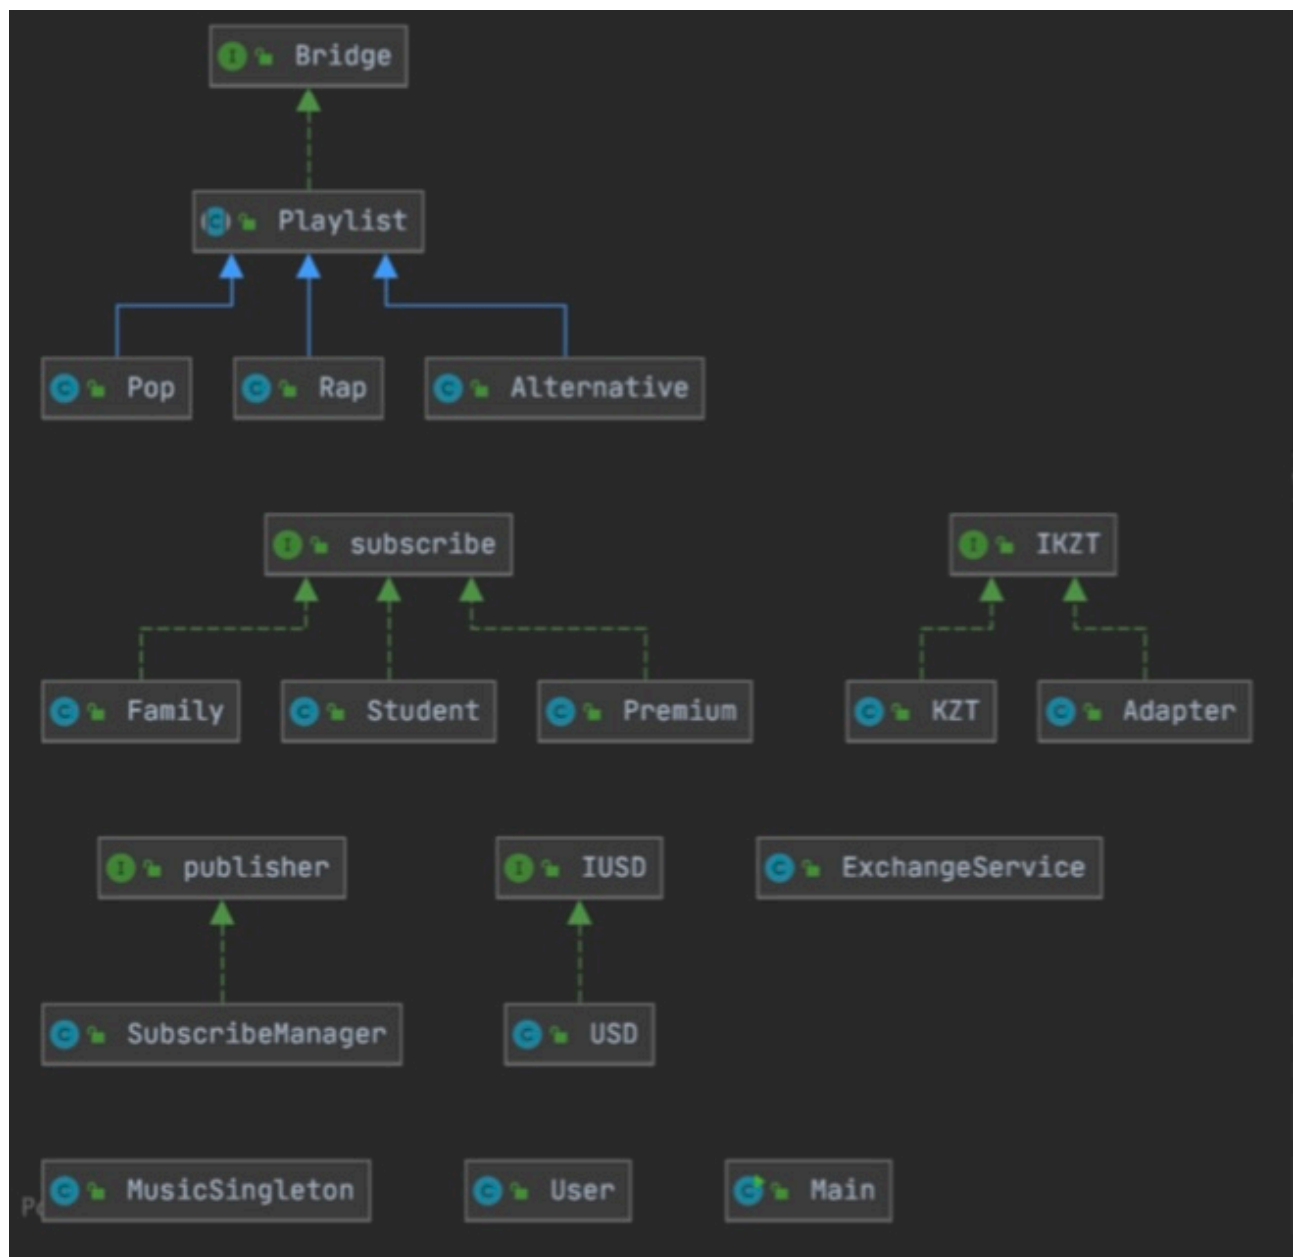 Bridge
Playlist
Pop Rap Alternative
subscribe IKZT
Family Student Premium KZT Adapter
publisher IUSD ExchangeService
SubscribeManager USD
MusicSingleton User Main